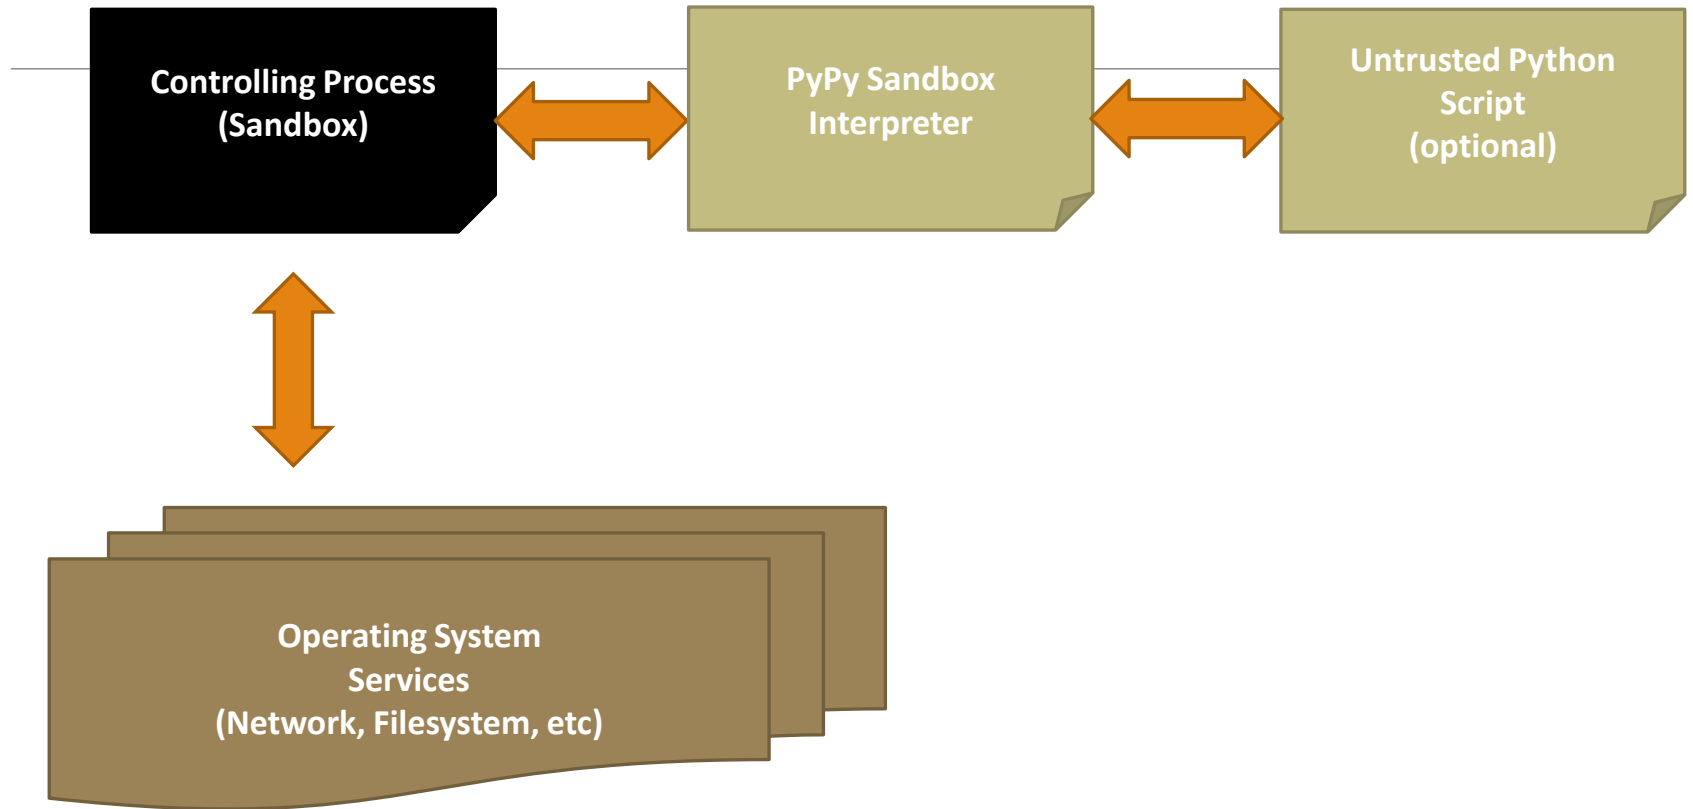 Controlling Process
(Sandbox)
PyPy Sandbox
Interpreter
Untrusted Python
Script
(optional)
Operating System
Services
(Network, Filesystem, etc)